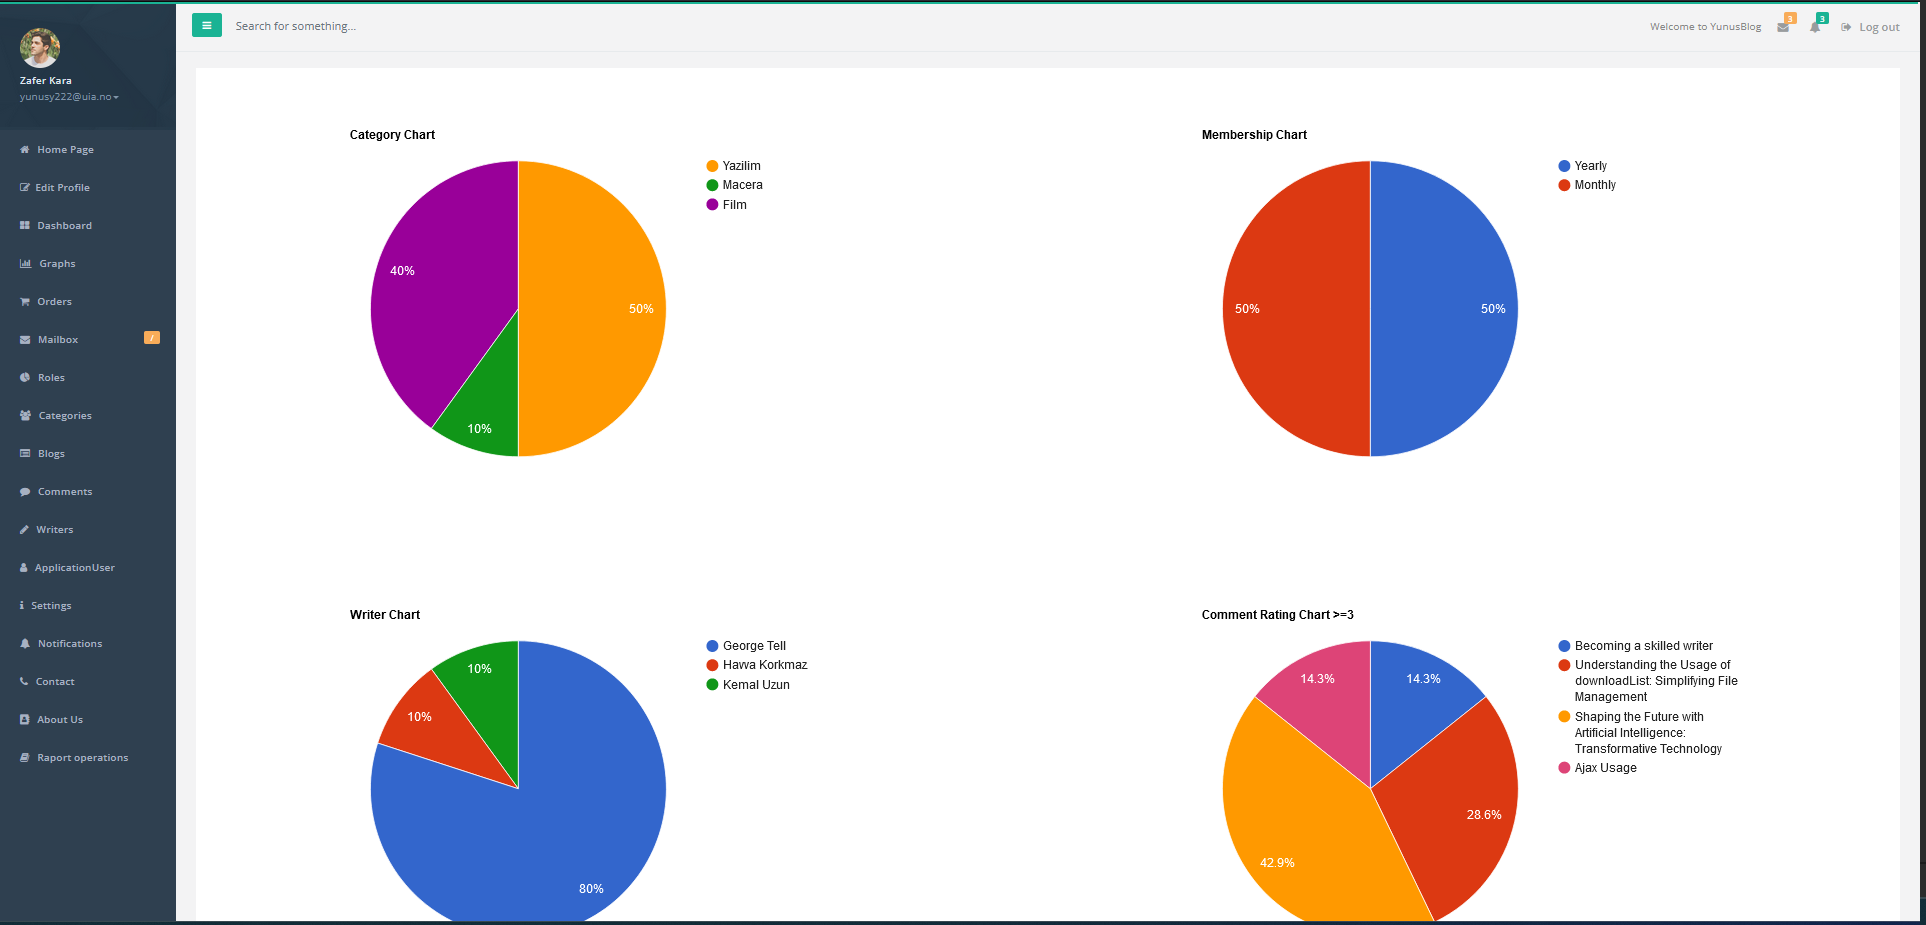 Zafer Kara
yunusy222@uia.no
Home Page
Edit Profile
Dashboard
Graphs
Orders
Mailbox
Roles
Categories
Blogs
Comments
Writers
ApplicationUser
Settings
Notifications
Contact
About Us
Raport operations
Search for something...
Welcome to YunusBlog
3
3
Log out
Category Chart
Yazilim
Macera
Film
40%
50%
10%
Membership Chart
Yearly
Monthly
50%
50%
Writer Chart
George Tell
Havva Korkmaz
Kemal Uzun
10%
10%
80%
Comment Rating Chart >=3
Becoming a skilled writer
Understanding the Usage of
downloadList: Simplifying File
Management
Shaping the Future with
Artificial Intelligence:
Transformative Technology
Ajax Usage
14.3%
14.3%
28.6%
42.9%